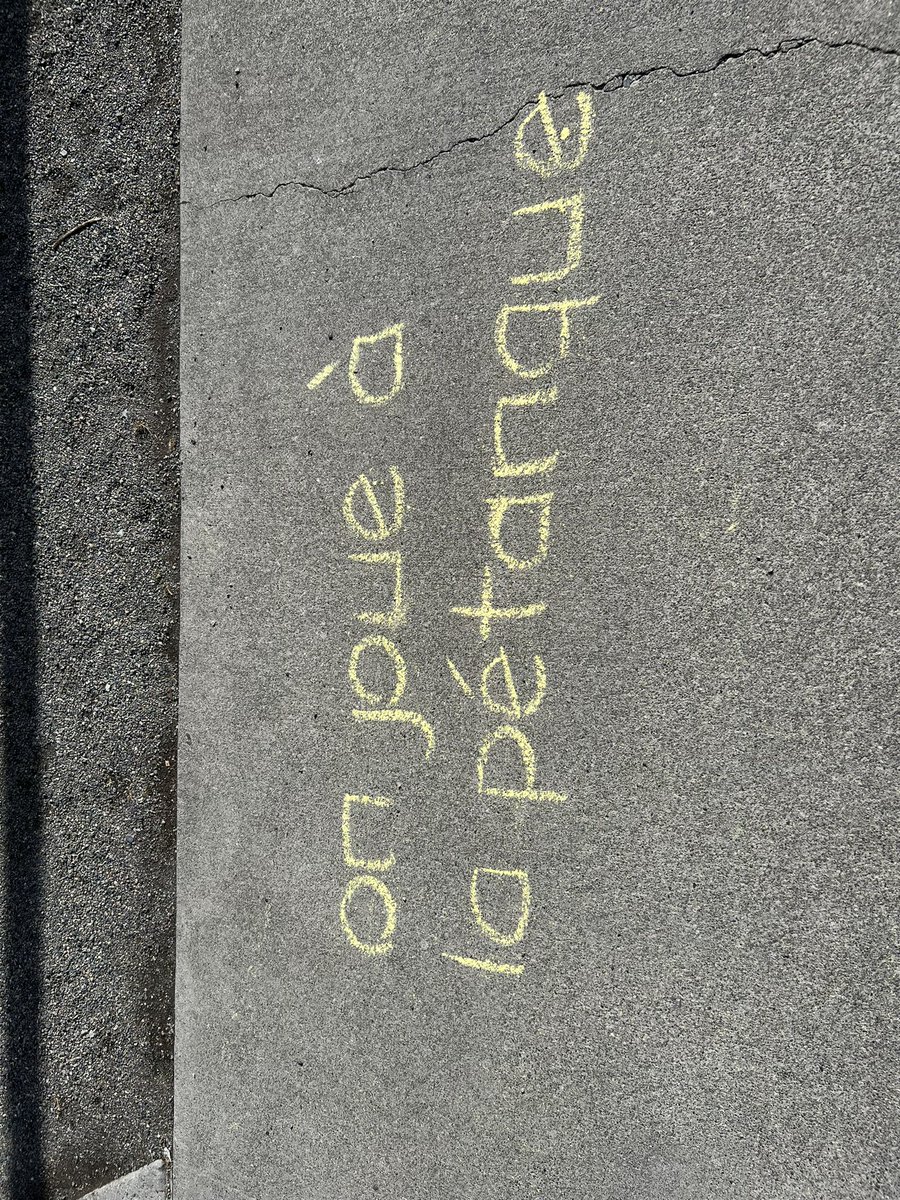 on joue à
la pétanque